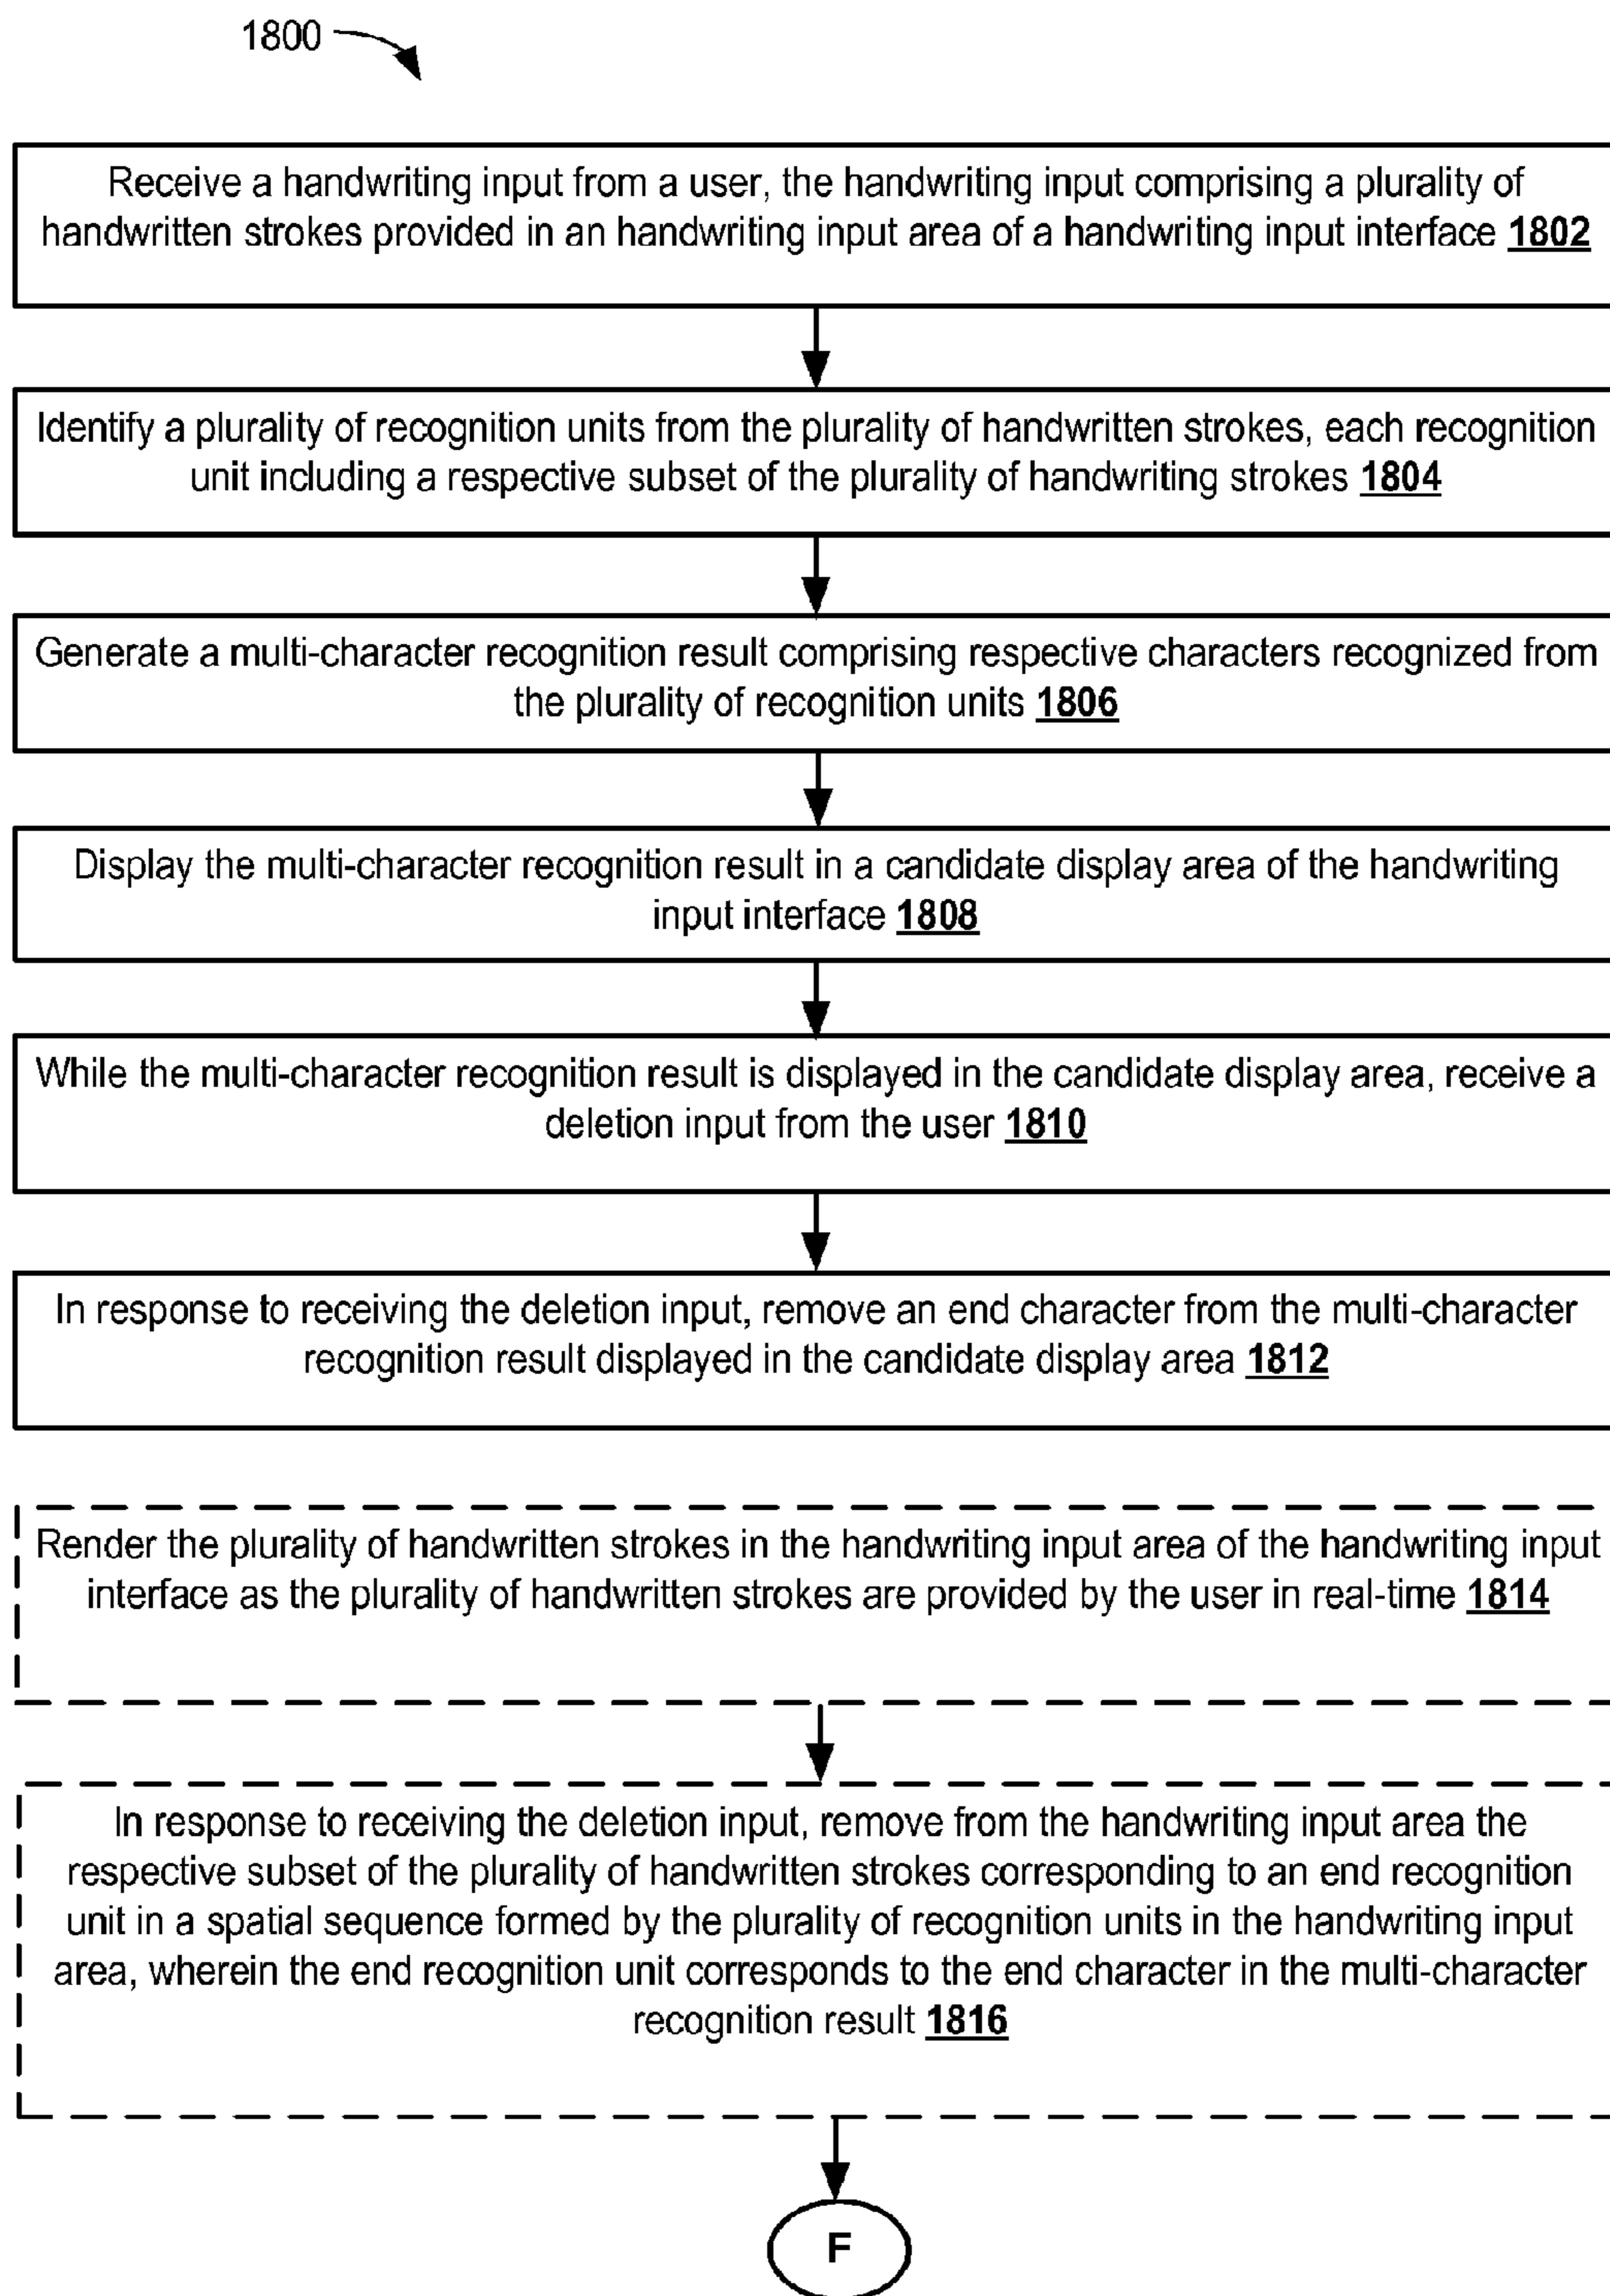 1800
Receive a handwriting input from a user, the handwriting input comprising a plurality of
handwritten strokes provided in an handwriting input area of a handwriting input interface 1802
Identify a plurality of recognition units from the plurality of handwritten strokes, each recognition
unit including a respective subset of the plurality of handwriting strokes 1804
Generate a multi-character recognition result comprising respective characters recognized from
the plurality of recognition units 1806
Display the multi-character recognition result in a candidate display area of the handwriting
input interface 1808
While the multi-character recognition result is displayed in the candidate display area, receive a
deletion input from the user 1810
In response to receiving the deletion input, remove an end character from the multi-character
recognition result displayed in the candidate display area 1812
Render the plurality of handwritten strokes in the handwriting input area of the handwriting input
interface as the plurality of handwritten strokes are provided by the user in real-time 1814
In response to receiving the deletion input, remove from the handwriting input area the
respective subset of the plurality of handwritten strokes corresponding to an end recognition
unit in a spatial sequence formed by the plurality of recognition units in the handwriting input
area, wherein the end recognition unit corresponds to the end character in the multi-character
recognition result 1816
F